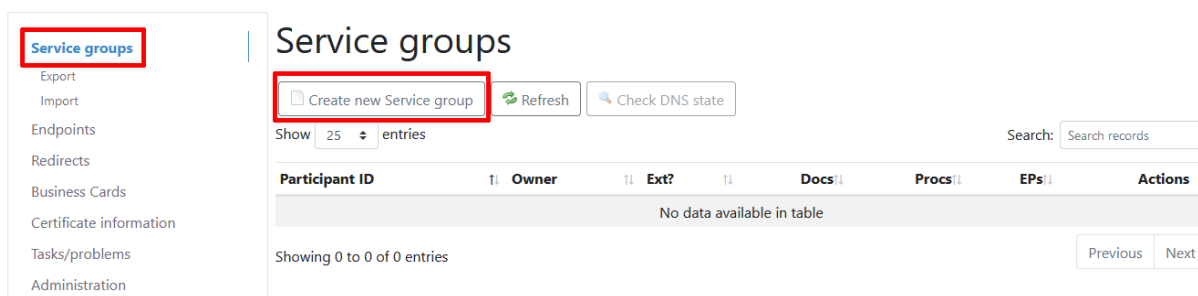 Service groups
Export
Import
Endpoints
Redirects
Business Cards
Certificate information
Tasks/problems
Administration
Service groups
Create new Service group Refresh Check DNS state
Show 25 entries Search: Search records
Participant ID Owner Ext? Docs Procs EPs Actions
No data available in table
Showing 0 to 0 of 0 entries Previous Next